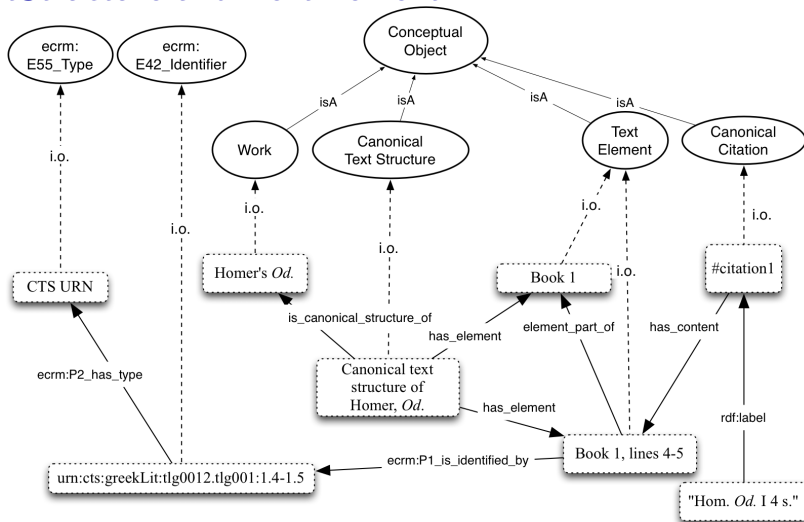 ecrm:
E55_Type
ecrm:
E42_Identifier
Conceptual
Object
isA
isA
isA
isA
Work
Canonical
Text Structure
Text
Element
Canonical
Citation
i.o.
i.o.
i.o.
i.o.
i.o.
i.o.
i.o.
CTS URN
Homer's Od.
Book 1
#citation1
is_canonical_structure_of
has_element
element_part_of
has_content
ecrm:P2_has_type
Canonical text
structure of
Homer, Od.
has_element
rdf:label
ecrm:P1_is_identified_by
Book 1, lines 4-5
urn:cts:greekLit:tlg0012.tlg001:1.4-1.5
"Hom. Od. I 4 s."